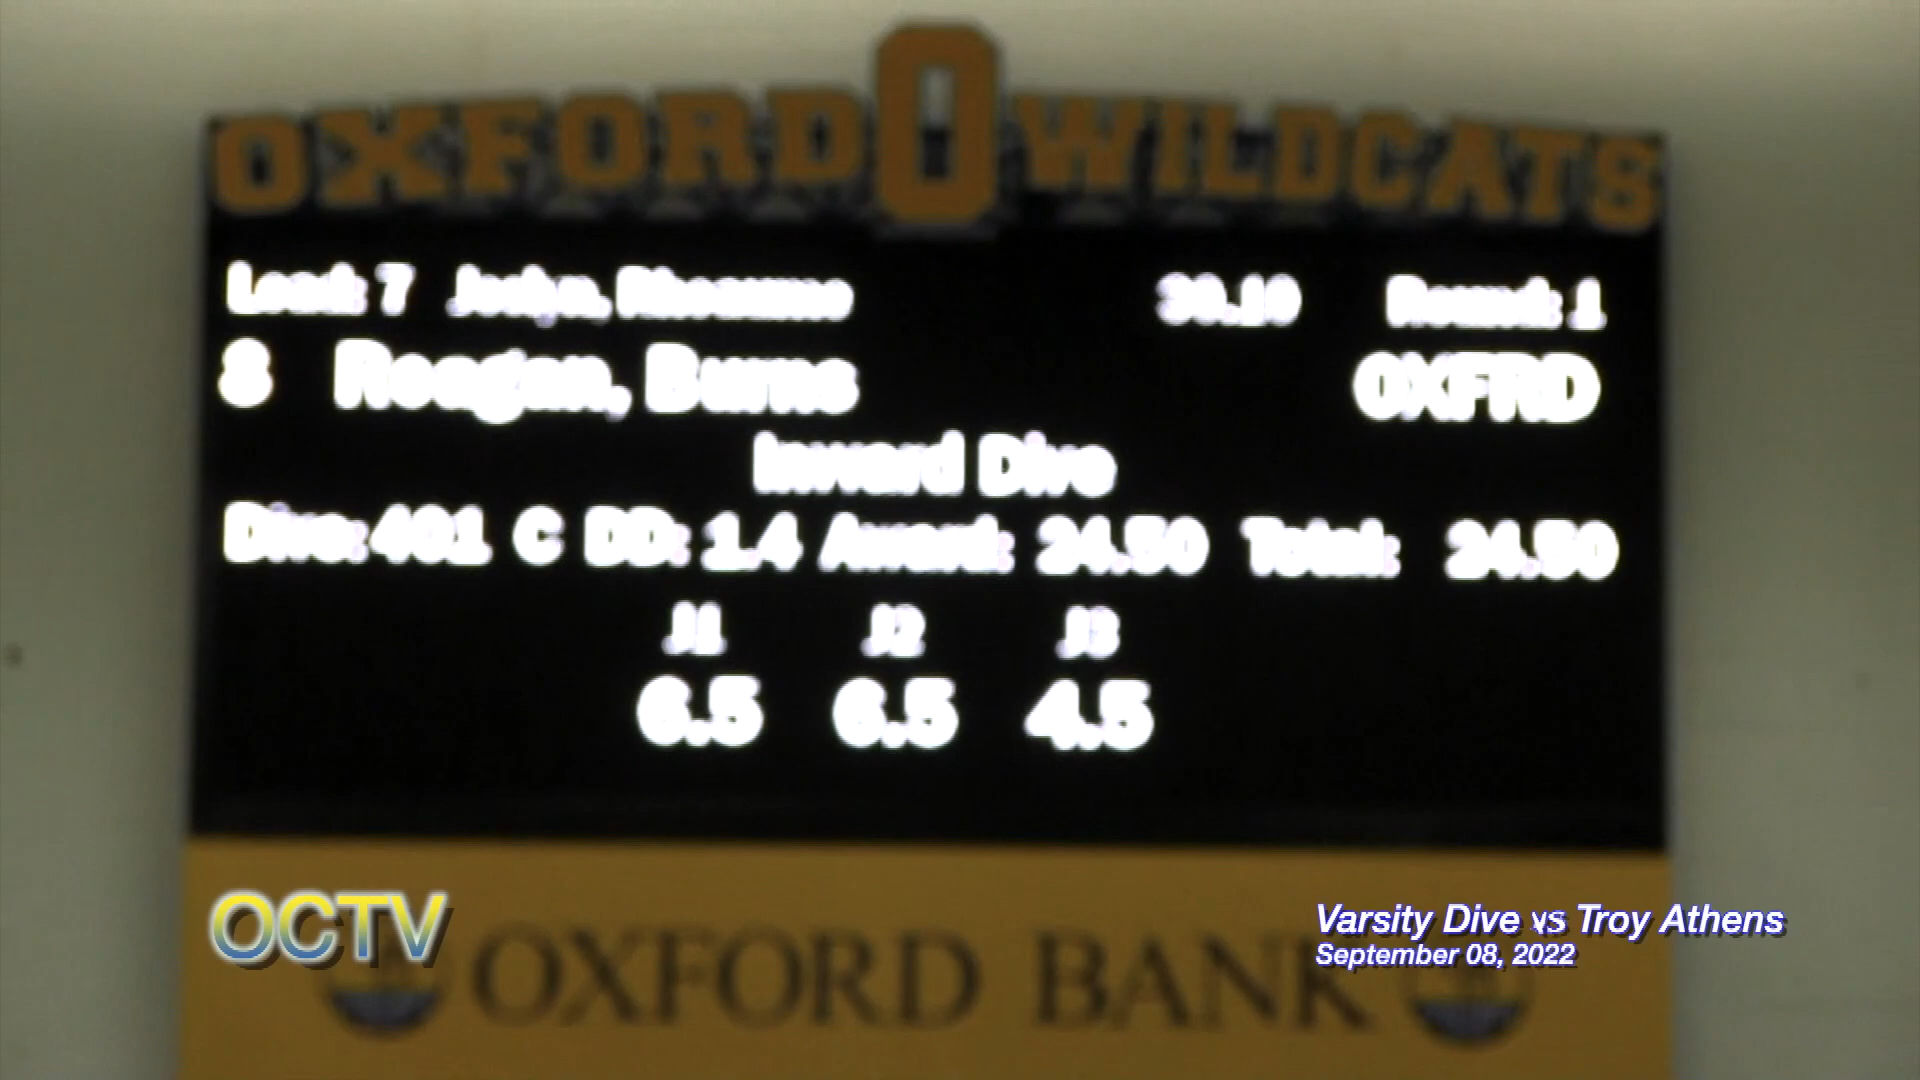 OXFORD O WILDCATS
Lead: 7 30.10 Round: 1
8 Reagan, Burns OXFRD
Inward Dive
Dive: 401 C DD: 1.4 Award: 24.50 Total: 24.50
J1 J2 J3
6.5 6.5 4.5
OCTV
OXFORD BANK
Varsity Dive vs Troy Athens
September 08, 2022